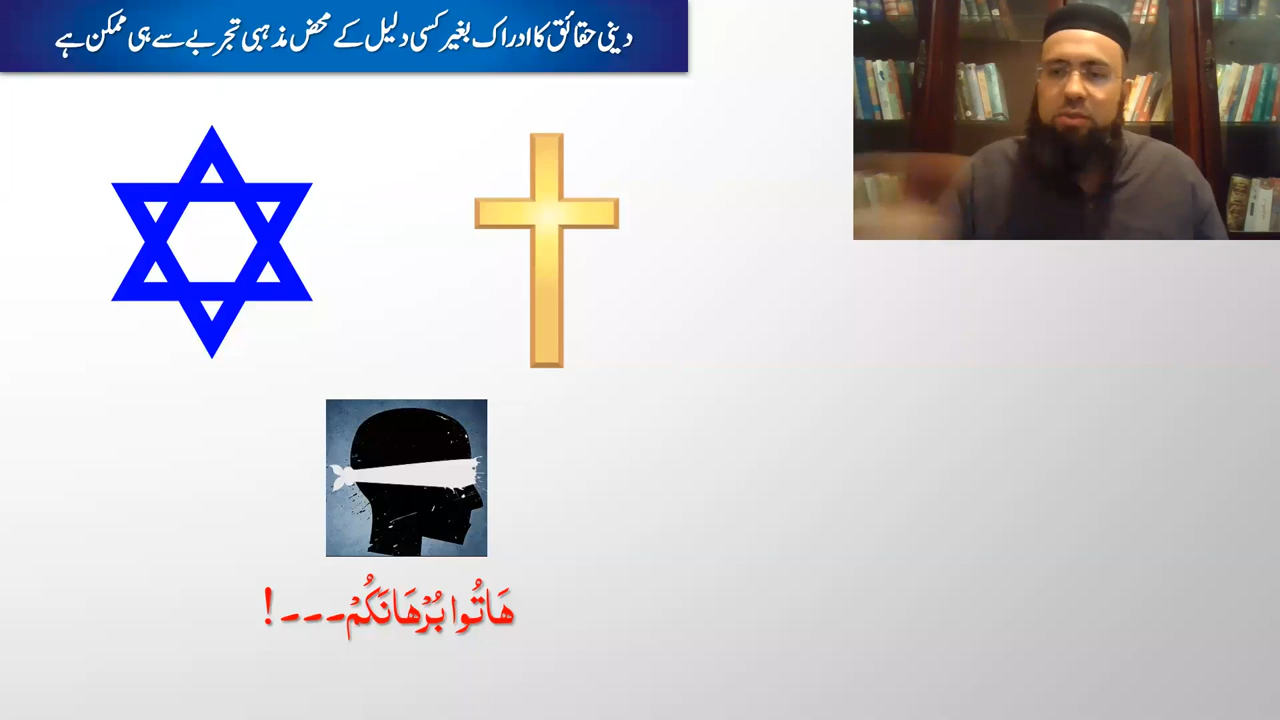 دینی حقائق کا ادراک بغیر کسی دلیل کے محض مذہبی تجربے سے ہی ممکن ہے
هَاتُوا بُرْهَانَكُمْ۔۔۔!